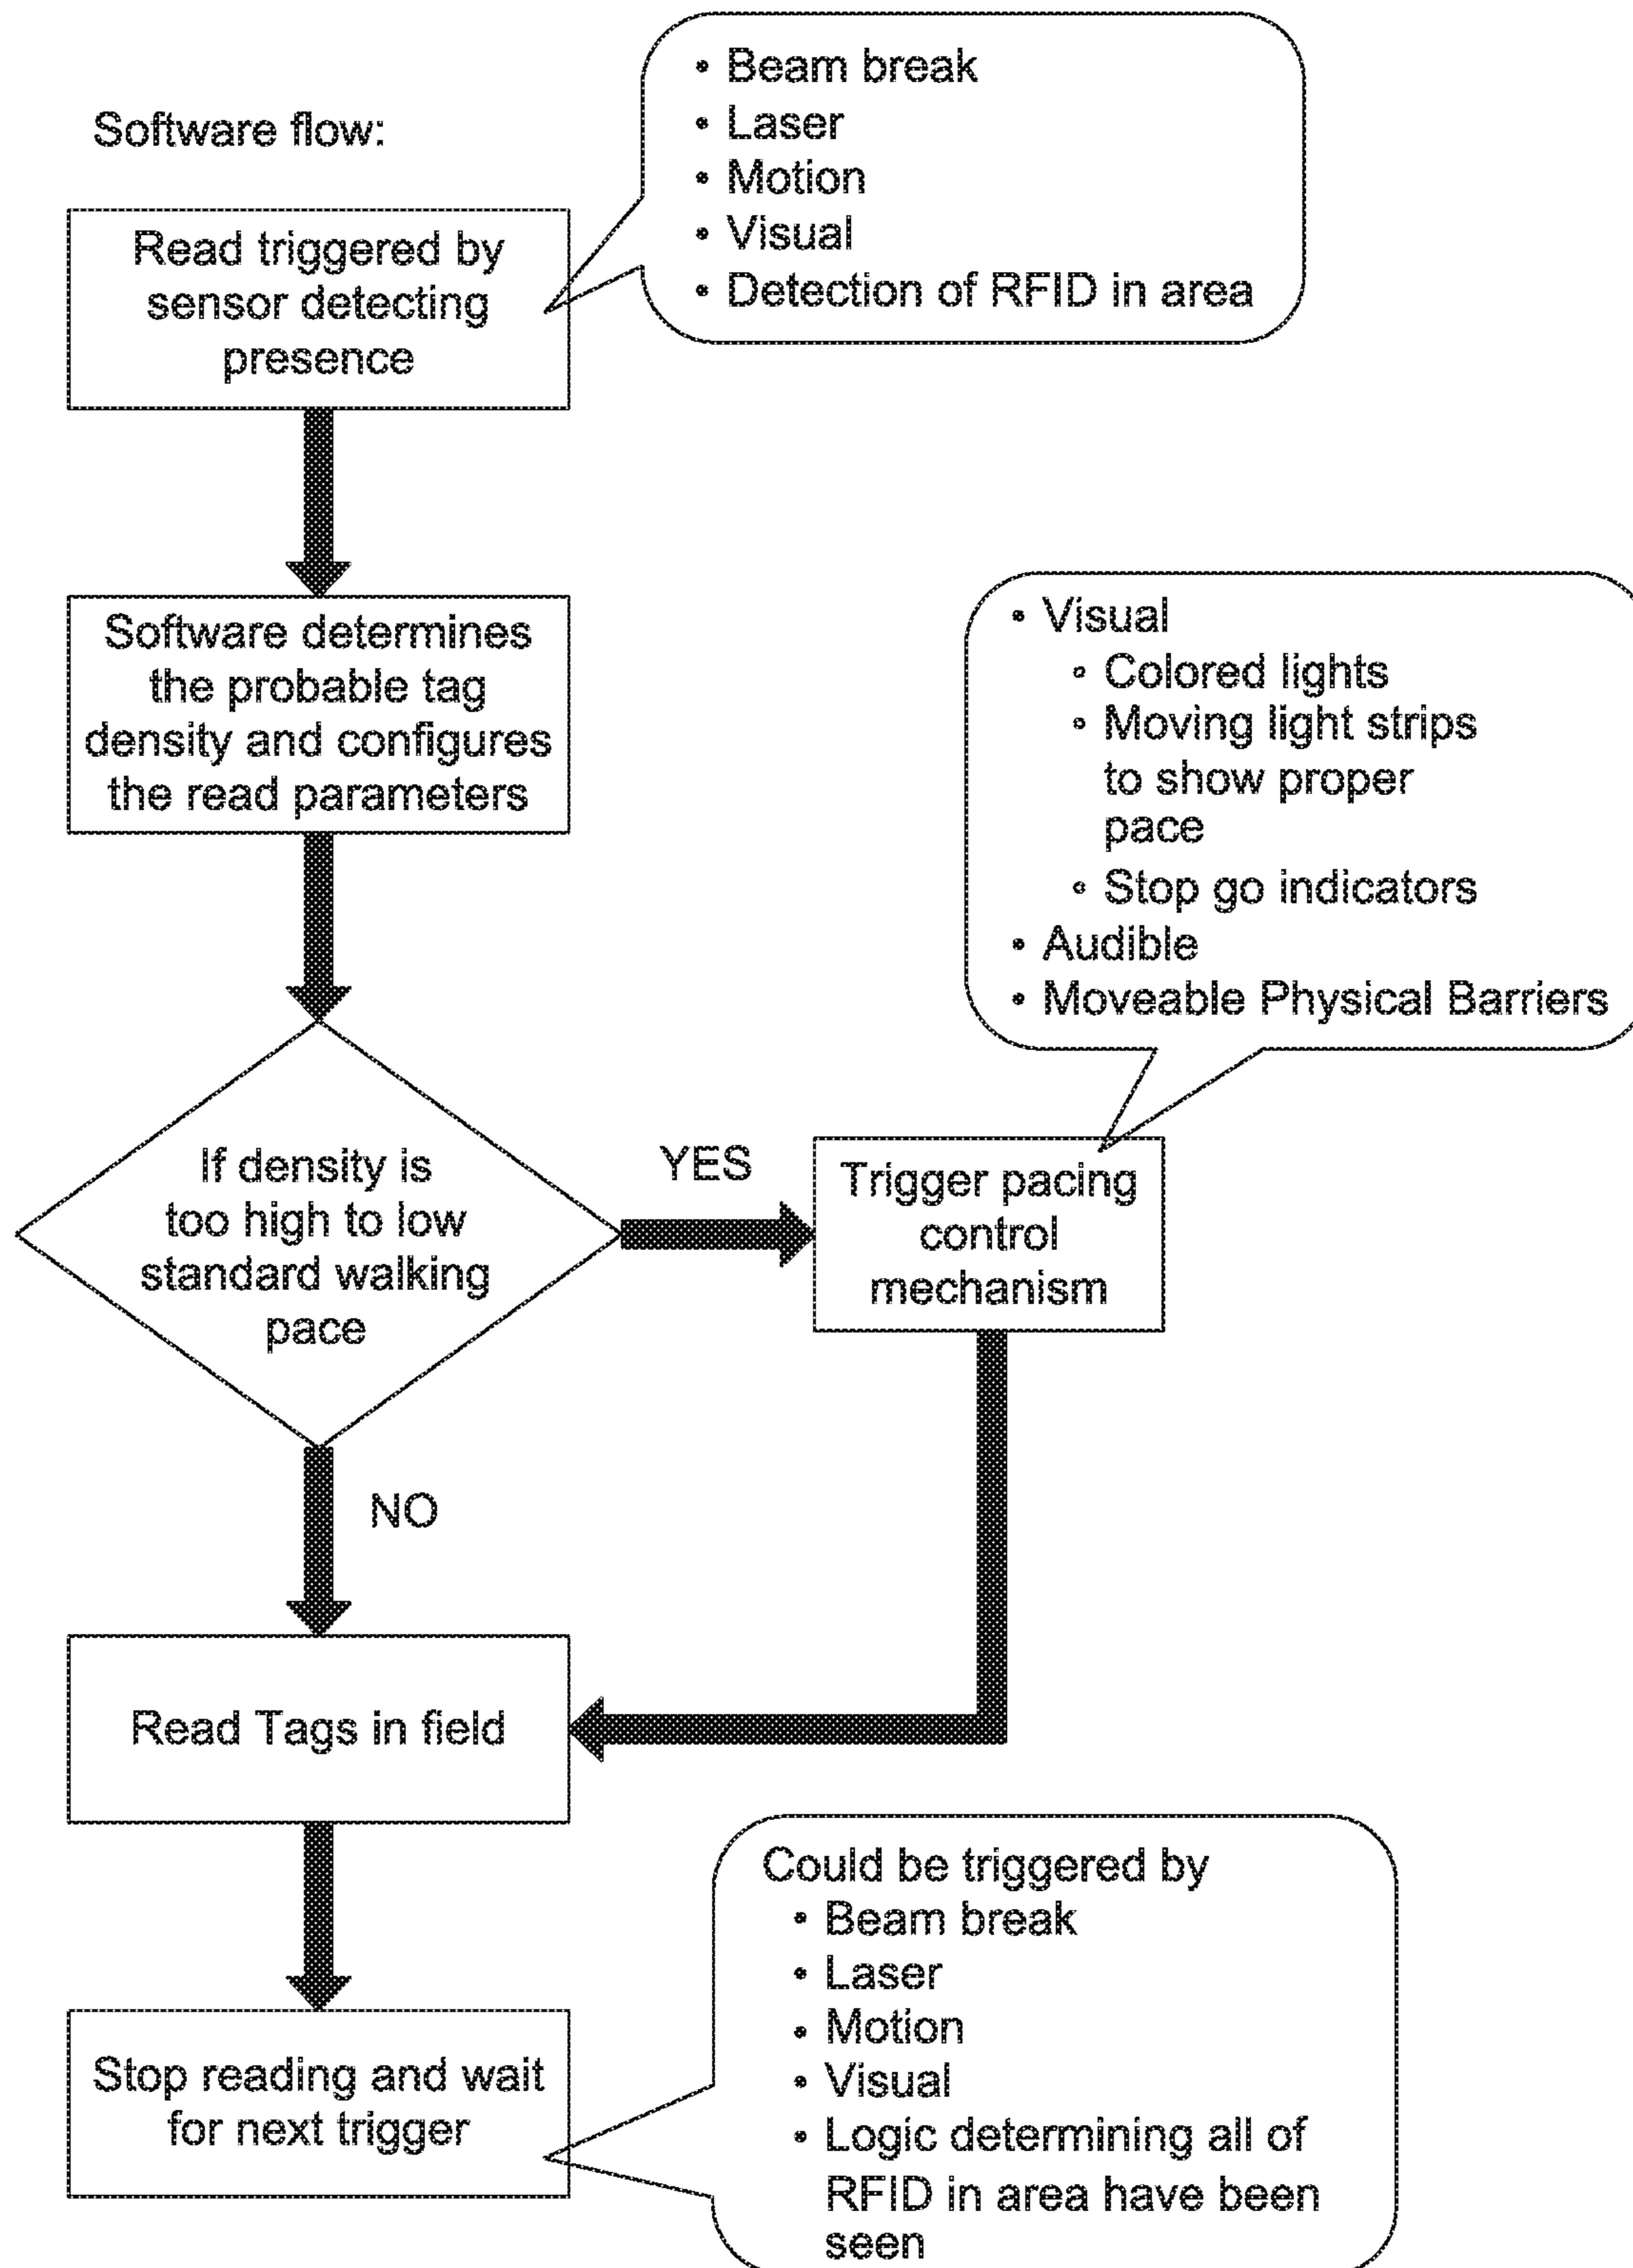 Software flow:
• Beam break
• Laser
• Motion
• Visual
• Detection of RFID in area
Read triggered by
sensor detecting
presence
Software determines
the probable tag
density and configures
the read parameters
• Visual
• Colored lights
• Moving light strips
to show proper
pace
• Stop go indicators
• Audible
• Moveable Physical Barriers
If density is
too high to low
standard walking
pace
YES
Trigger pacing
control
mechanism
NO
Read Tags in field
Could be triggered by
• Beam break
• Laser
• Motion
• Visual
• Logic determining all of
RFID in area have been
seen
Stop reading and wait
for next trigger